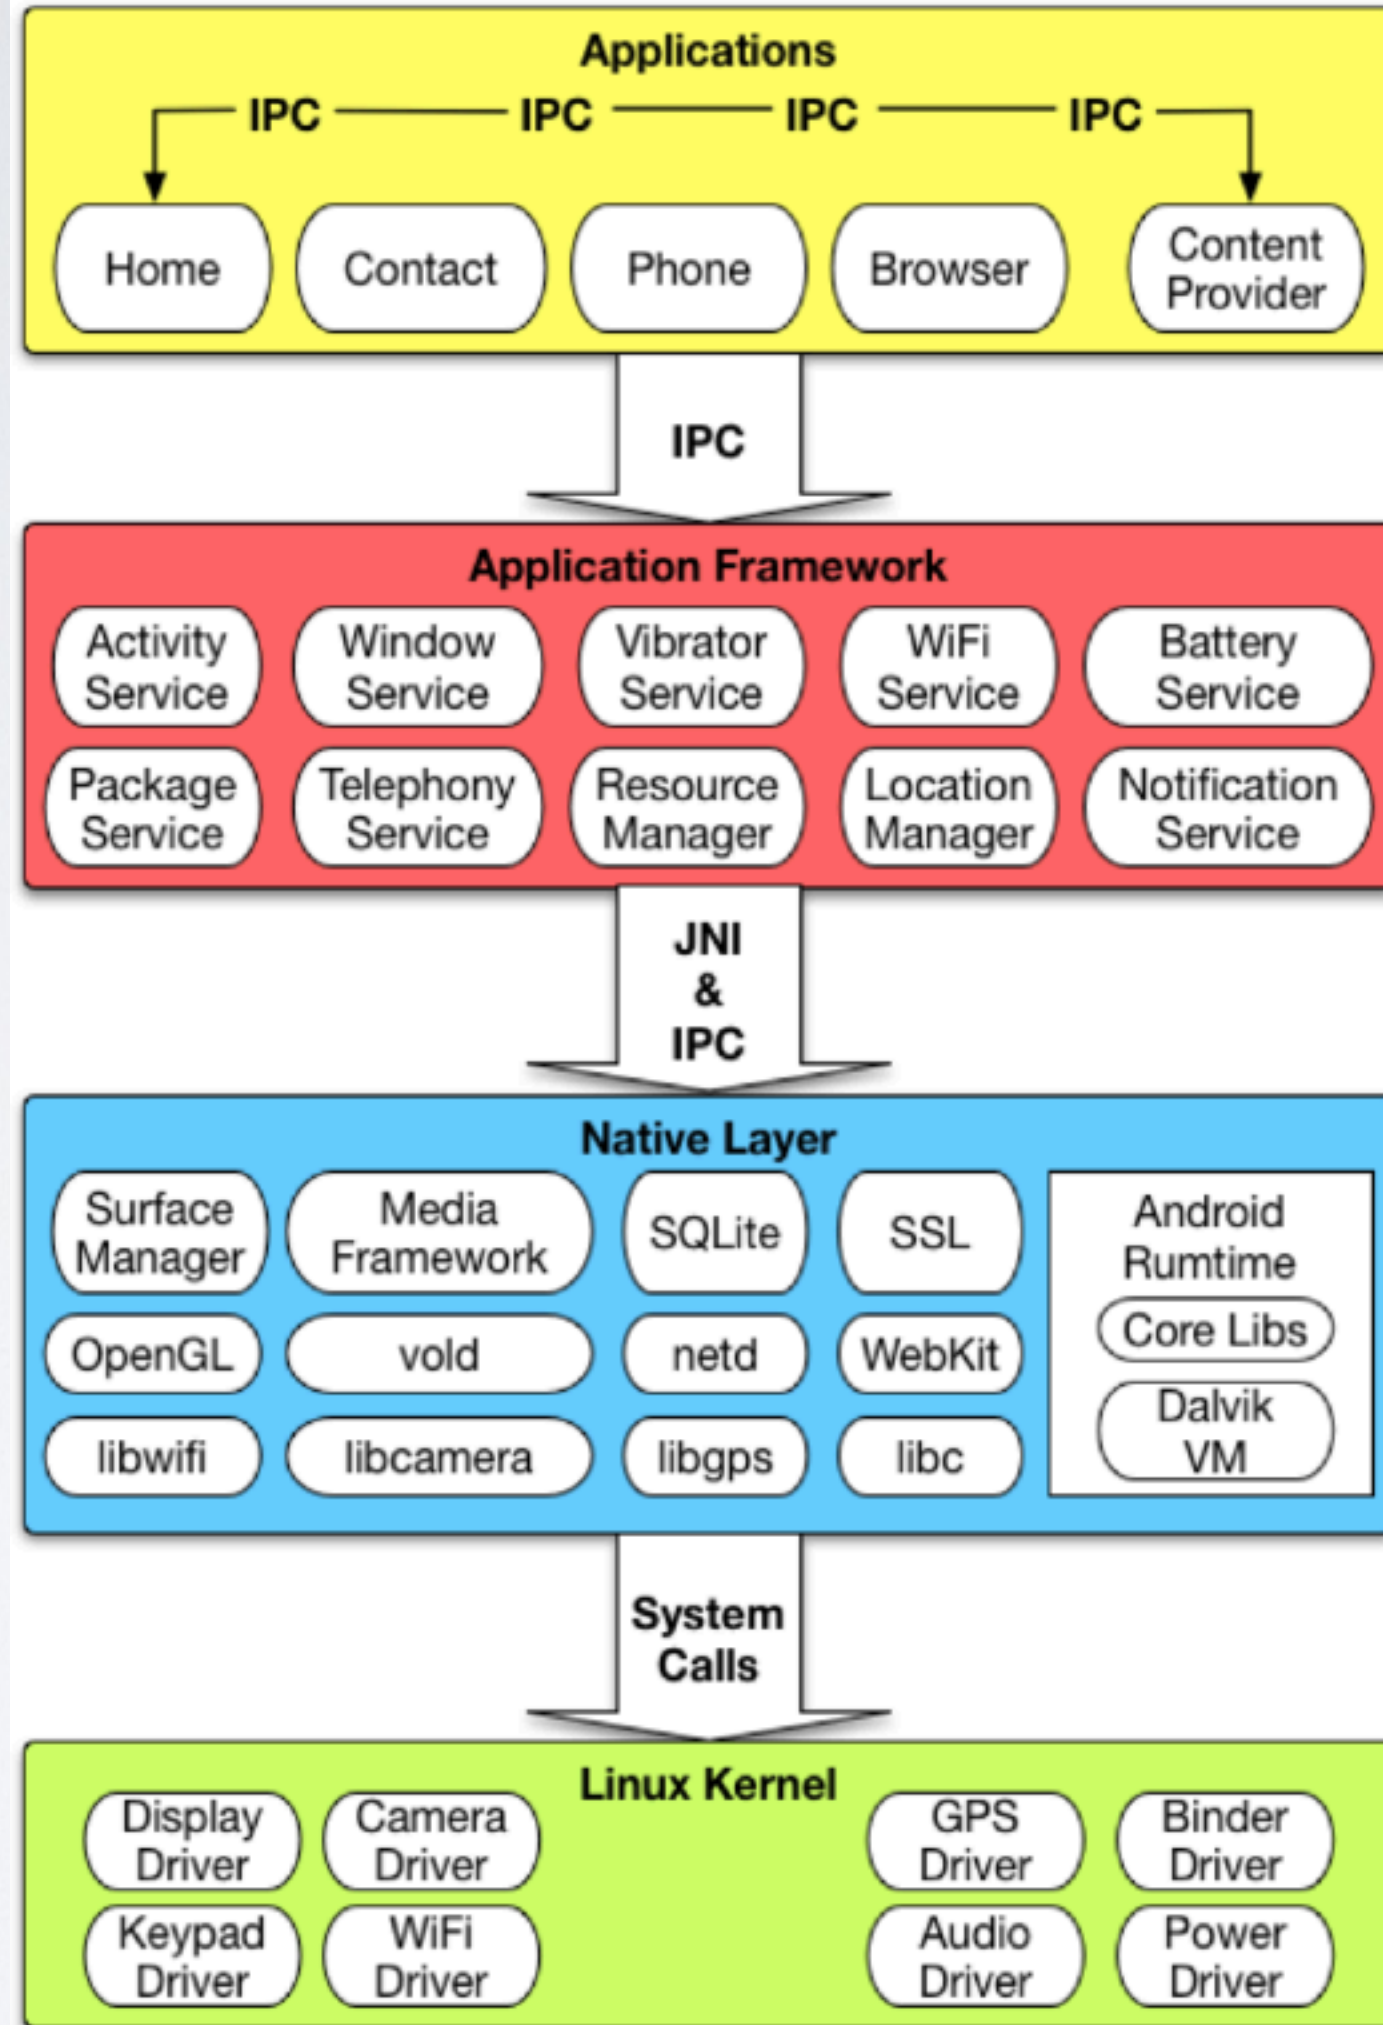 Applications
IPC IPC IPC IPC
Home Contact Phone Browser Content
Provider
IPC
Application Framework
Activity
Service
Window
Service
Vibrator
Service
WiFi
Service
Battery
Service
Package
Service
Telephony
Service
Resource
Manager
Location
Manager
Notification
Service
JNI
&
IPC
Native Layer
Surface
Manager
Media
Framework
SQLite
SSL
OpenGL
vold
netd
WebKit
libwifi
libcamera
libgps
libc
Android
Rumtime
Core Libs
Dalvik
VM
System
Calls
Linux Kernel
Display
Driver
Camera
Driver
GPS
Driver
Binder
Driver
Keypad
Driver
WiFi
Driver
Audio
Driver
Power
Driver